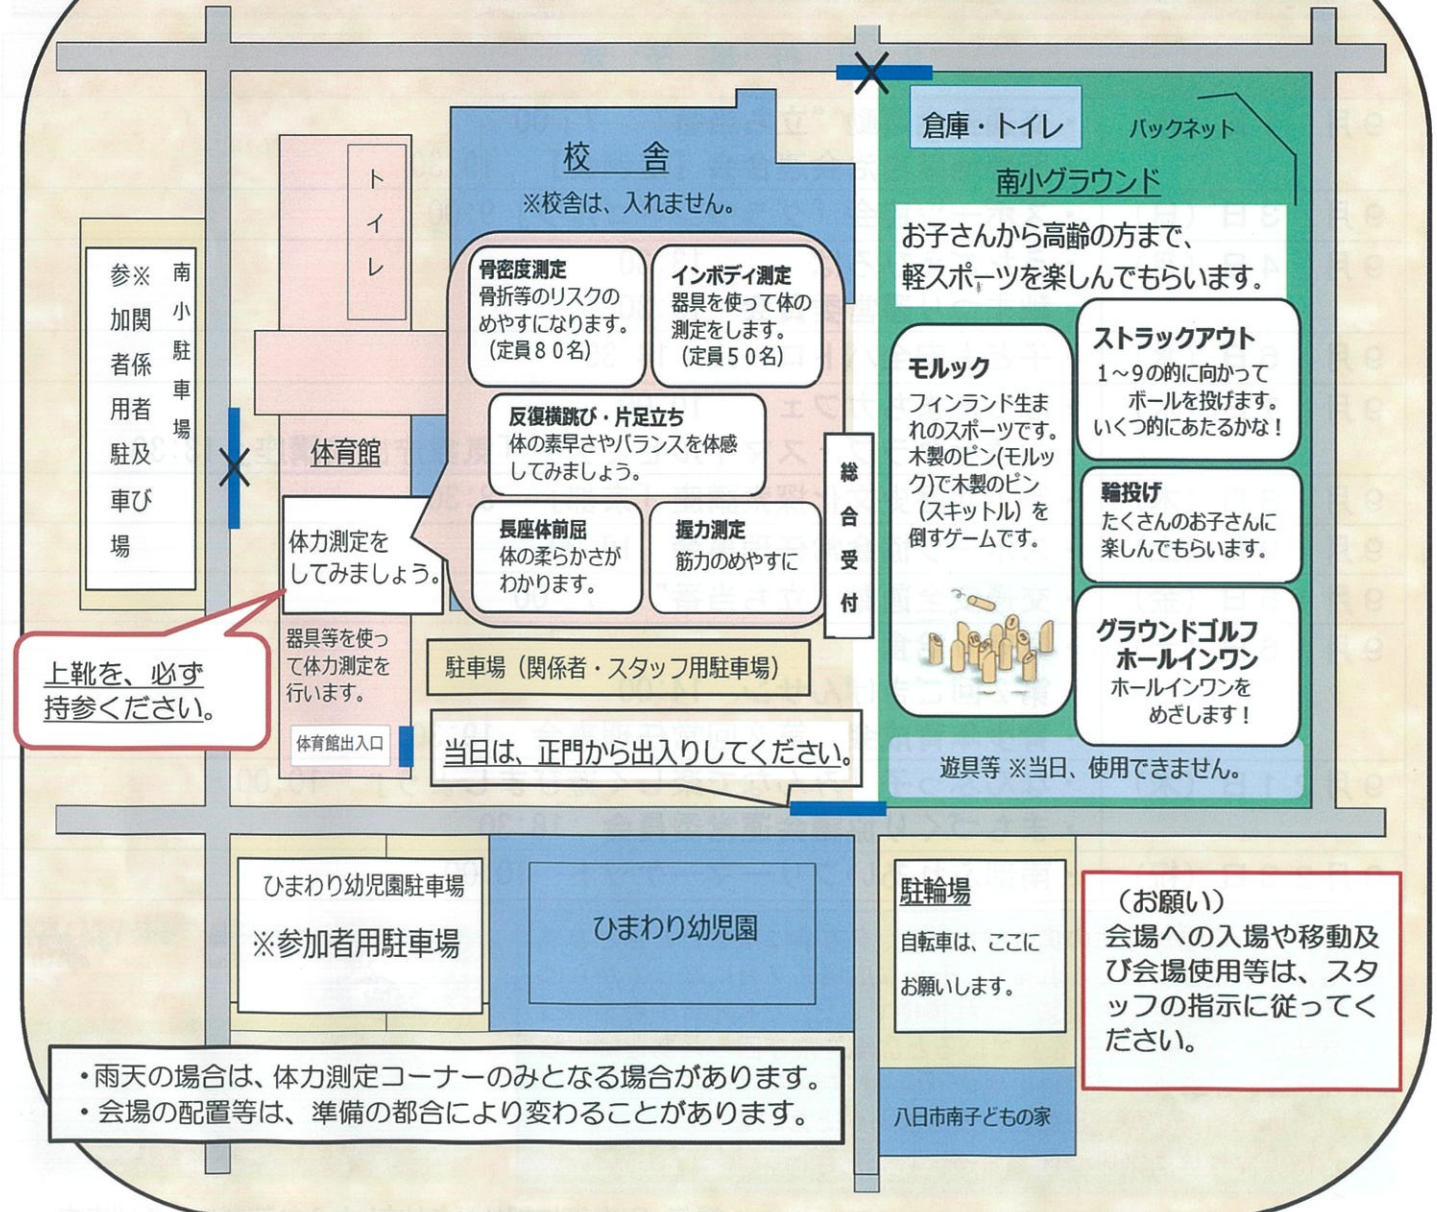 倉庫・トイレ
バックネット
南小グラウンド
お子さんから高齢の方まで、
軽スポーツを楽しんでもらいます。
校　舎
※校舎は、入れません。
トイレ
南小駐車場
※関係者及び
参加者用駐車場
骨密度測定
骨折等のリスクの
めやすになります。
(定員８０名)
インボディ測定
器具を使って体の
測定をします。
(定員５０名)
反復横跳び・片足立ち
体の素早さやバランスを体感
してみましょう。
長座体前屈
体の柔らかさが
わかります。
握力測定
筋力のめやすに
総合受付
モルック
フィンランド生ま
れのスポーツです。
木製のピン(モルッ
ク)で木製のピン
（スキットル）を
倒すゲームです。
ストラックアウト
１～９の的に向かって
ボールを投げます。
いくつ的にあたるかな！
輪投げ
たくさんのお子さんに
楽しんでもらいます。
グラウンドゴルフ
ホールインワン
ホールインワンを
めざします！
遊具等 ※当日、使用できません。
体育館
体力測定を
してみましょう。
器具等を使っ
て体力測定を
行います。
体育館出入口
上靴を、必ず
持参ください。
駐車場（関係者・スタッフ用駐車場）
当日は、正門から出入りしてください。
ひまわり幼児園駐車場
※参加者用駐車場
ひまわり幼児園
駐輪場
自転車は、ここに
お願いします。
（お願い）
会場への入場や移動及
び会場使用等は、スタ
ッフの指示に従ってく
ださい。
・雨天の場合は、体力測定コーナーのみとなる場合があります。
・会場の配置等は、準備の都合により変わることがあります。
八日市南子どもの家